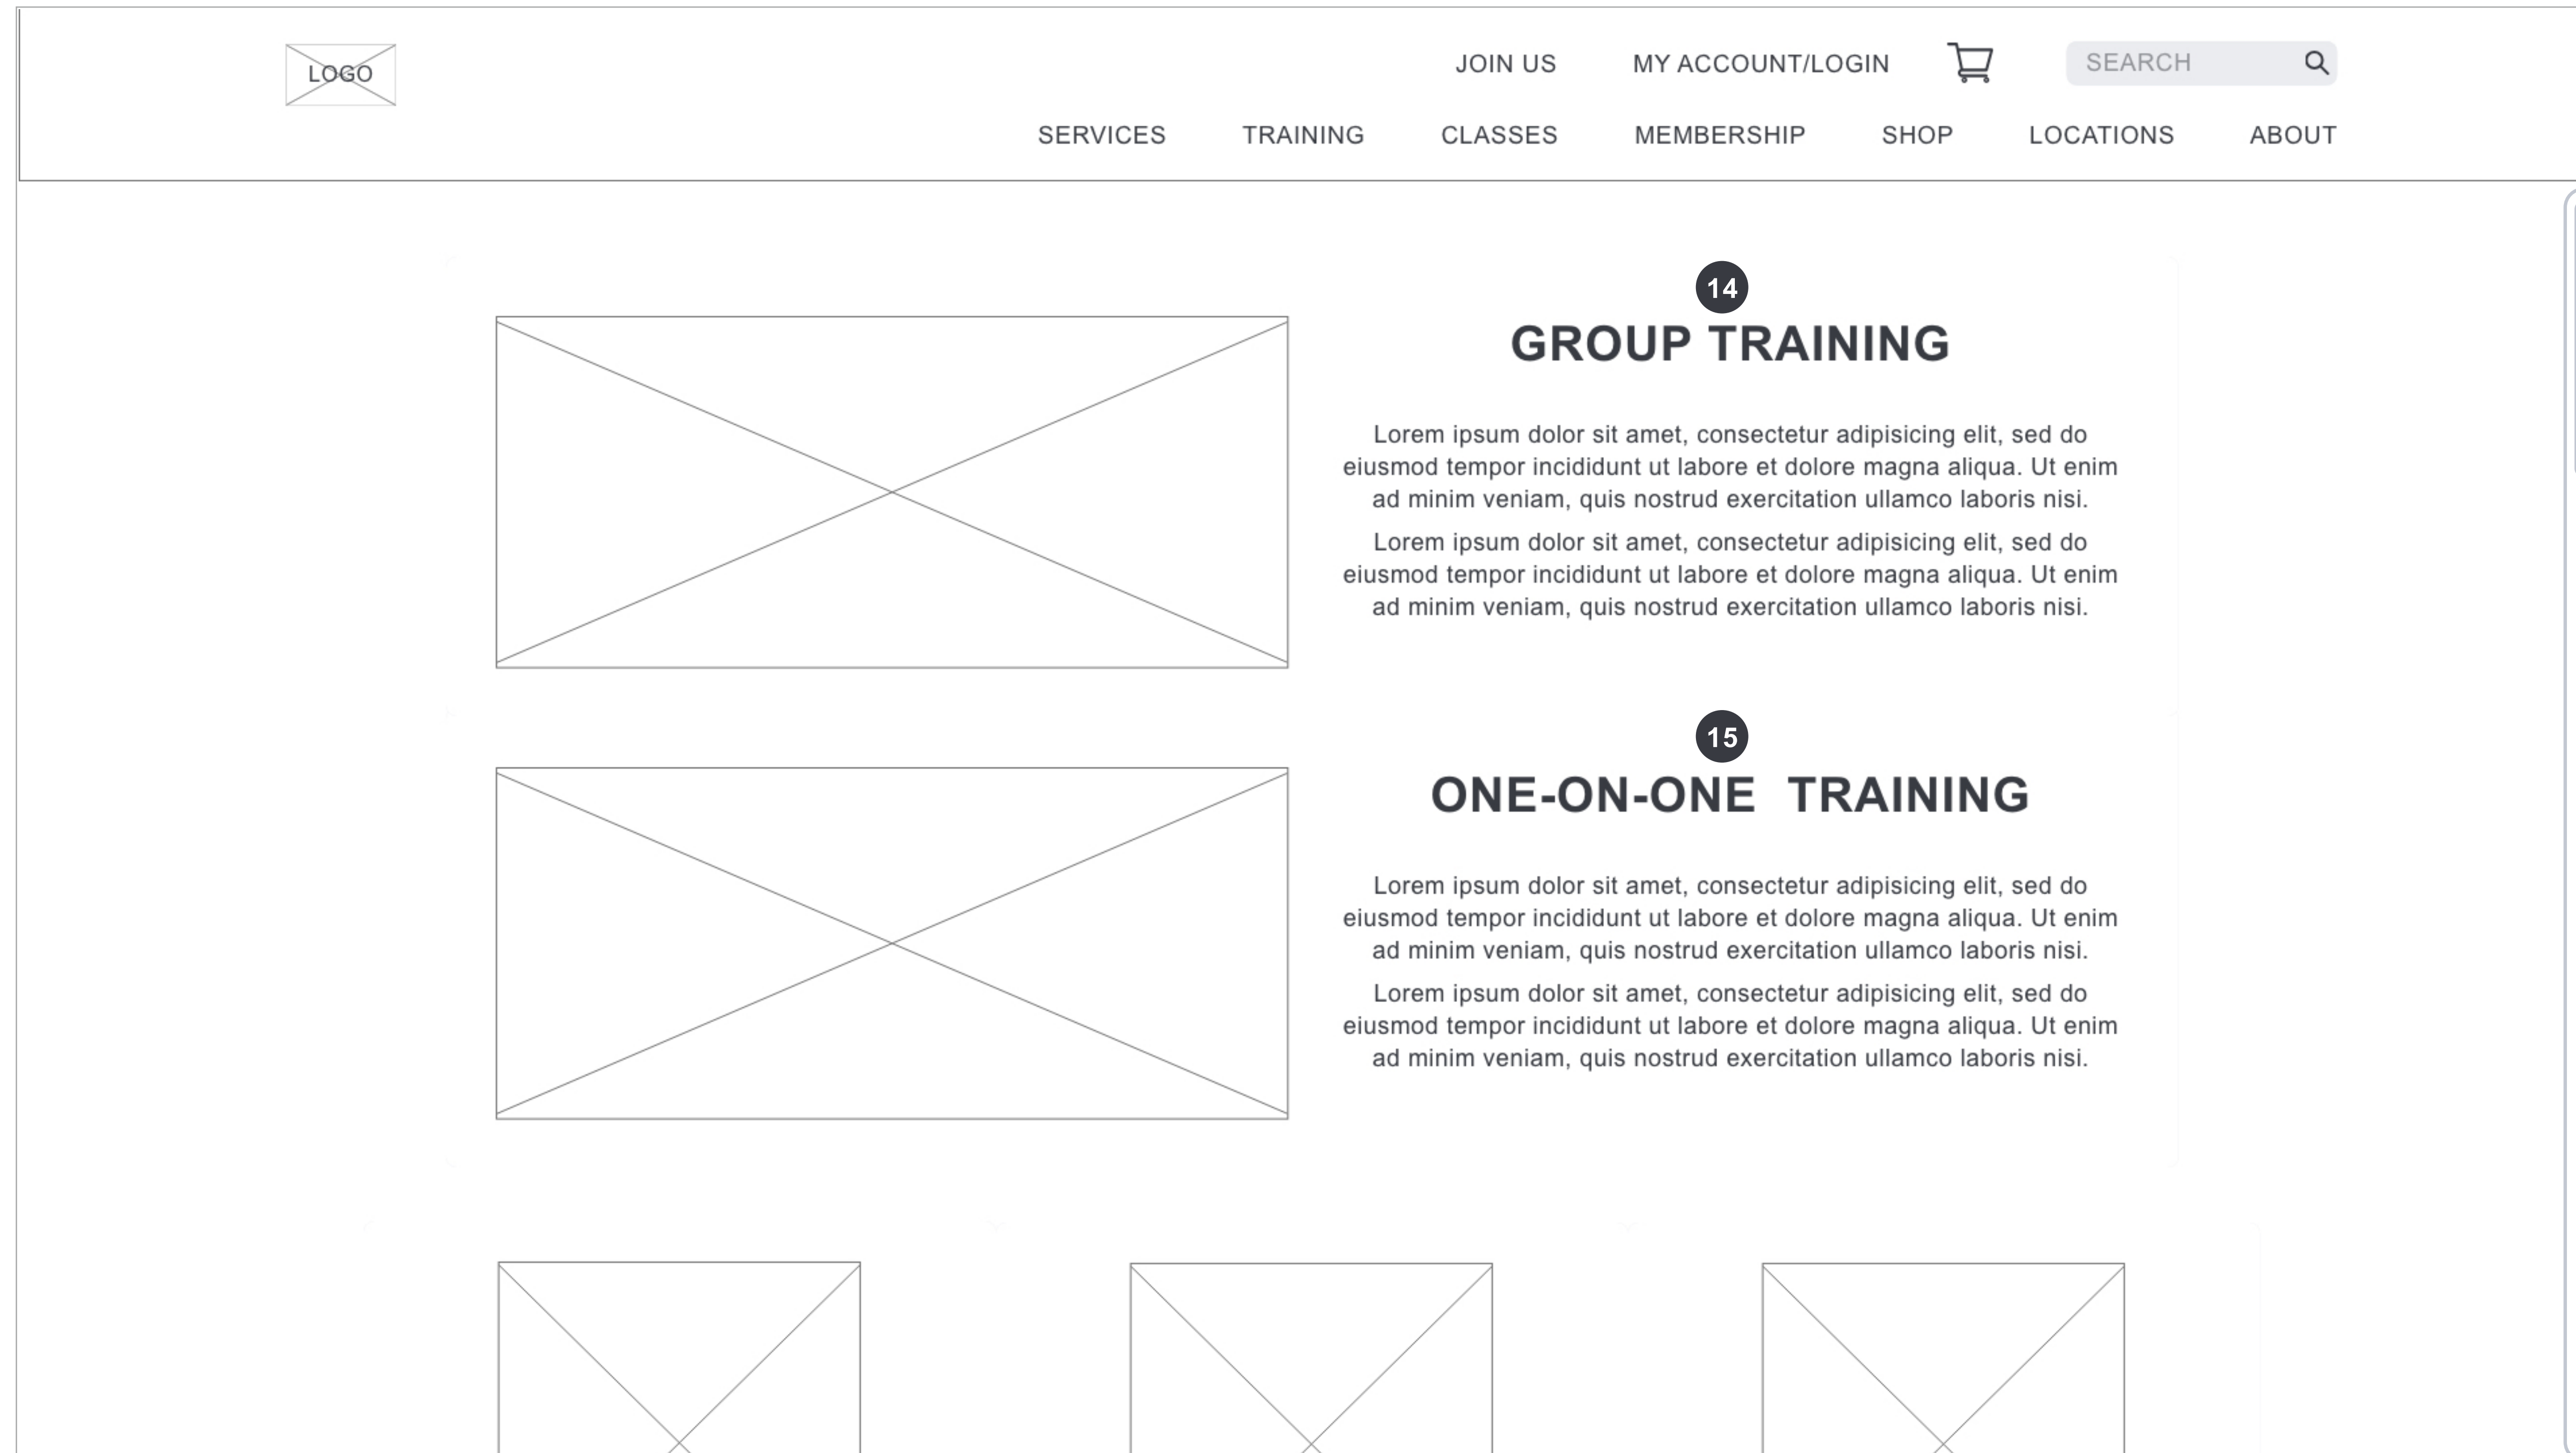 LOGO
JOIN US MY ACCOUNT/LOGIN SEARCH
SERVICES TRAINING CLASSES MEMBERSHIP SHOP LOCATIONS ABOUT
14
GROUP TRAINING
Lorem ipsum dolor sit amet, consectetur adipisicing elit, sed do
eiusmod tempor incididunt ut labore et dolore magna aliqua. Ut enim
ad minim veniam, quis nostrud exercitation ullamco laboris nisi.
Lorem ipsum dolor sit amet, consectetur adipisicing elit, sed do
eiusmod tempor incididunt ut labore et dolore magna aliqua. Ut enim
ad minim veniam, quis nostrud exercitation ullamco laboris nisi.
15
ONE-ON-ONE TRAINING
Lorem ipsum dolor sit amet, consectetur adipisicing elit, sed do
eiusmod tempor incididunt ut labore et dolore magna aliqua. Ut enim
ad minim veniam, quis nostrud exercitation ullamco laboris nisi.
Lorem ipsum dolor sit amet, consectetur adipisicing elit, sed do
eiusmod tempor incididunt ut labore et dolore magna aliqua. Ut enim
ad minim veniam, quis nostrud exercitation ullamco laboris nisi.